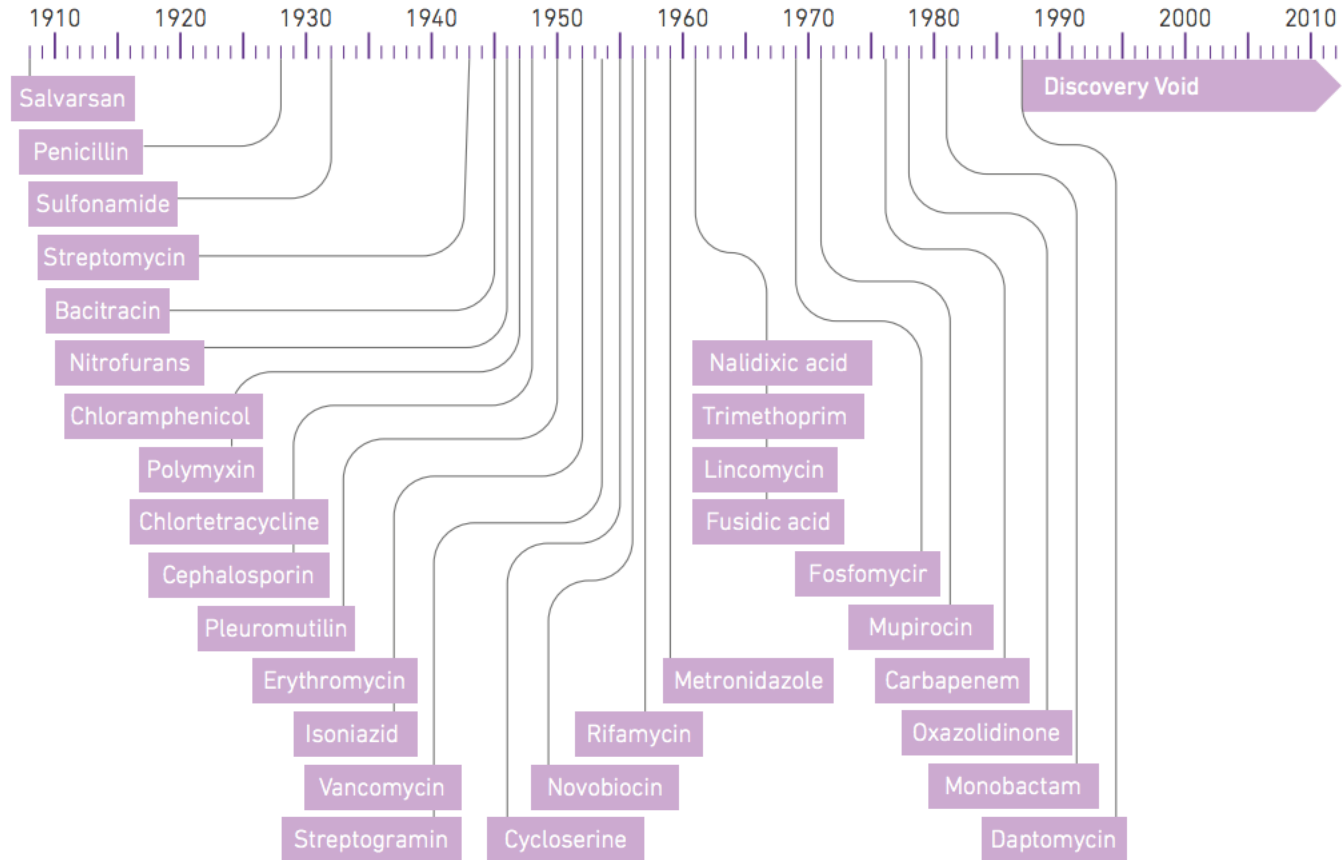 1910 1920 1930 1940 1950 1960 1970 1980 1990 2000 2010
Salvarsan
Discovery Void
Penicillin
Sulfonamide
Streptomycin
Bacitracin
Nitrofurans
Nalidixic acid
Chloramphenicol
Trimethoprim
Polymyxin
Lincomycin
Chlortetracycline
Fusidic acid
Cephalosporin
Fosfomycir
Pleuromutilin
Mupirocin
Erythromycin
Metronidazole
Carbapenem
Isoniazid
Rifamycin
Oxazolidinone
Vancomycin
Novobiocin
Monobactam
Streptogramin
Cycloserine
Daptomycin